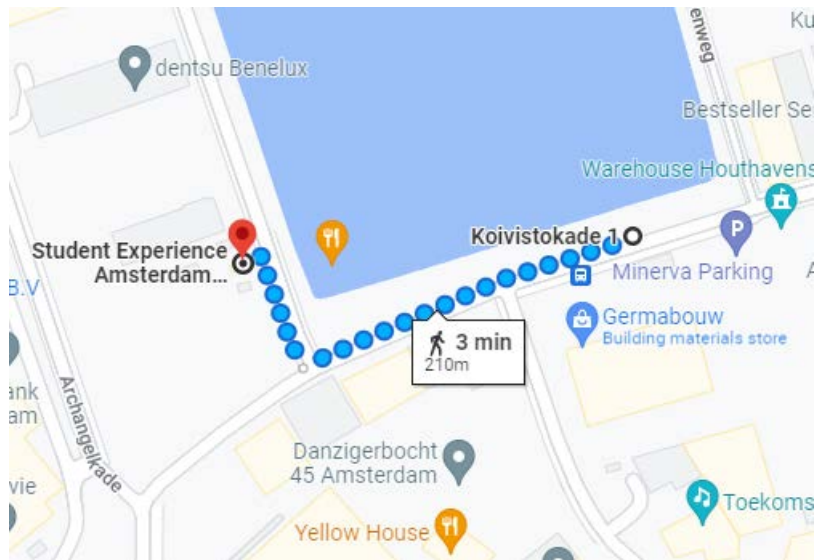 Ku
enweg
dentsu Benelux
Bestseller Se
Warehouse Houthavens
Koivistokade 1
P
Student Experience
Amsterdam...
Minerva Parking
A
B.V
Germabouw
Building materials store
3 min
210m
ank
am
Archangelkade
Danzigerbocht
45 Amsterdam
vie
Toekoms
Yellow House